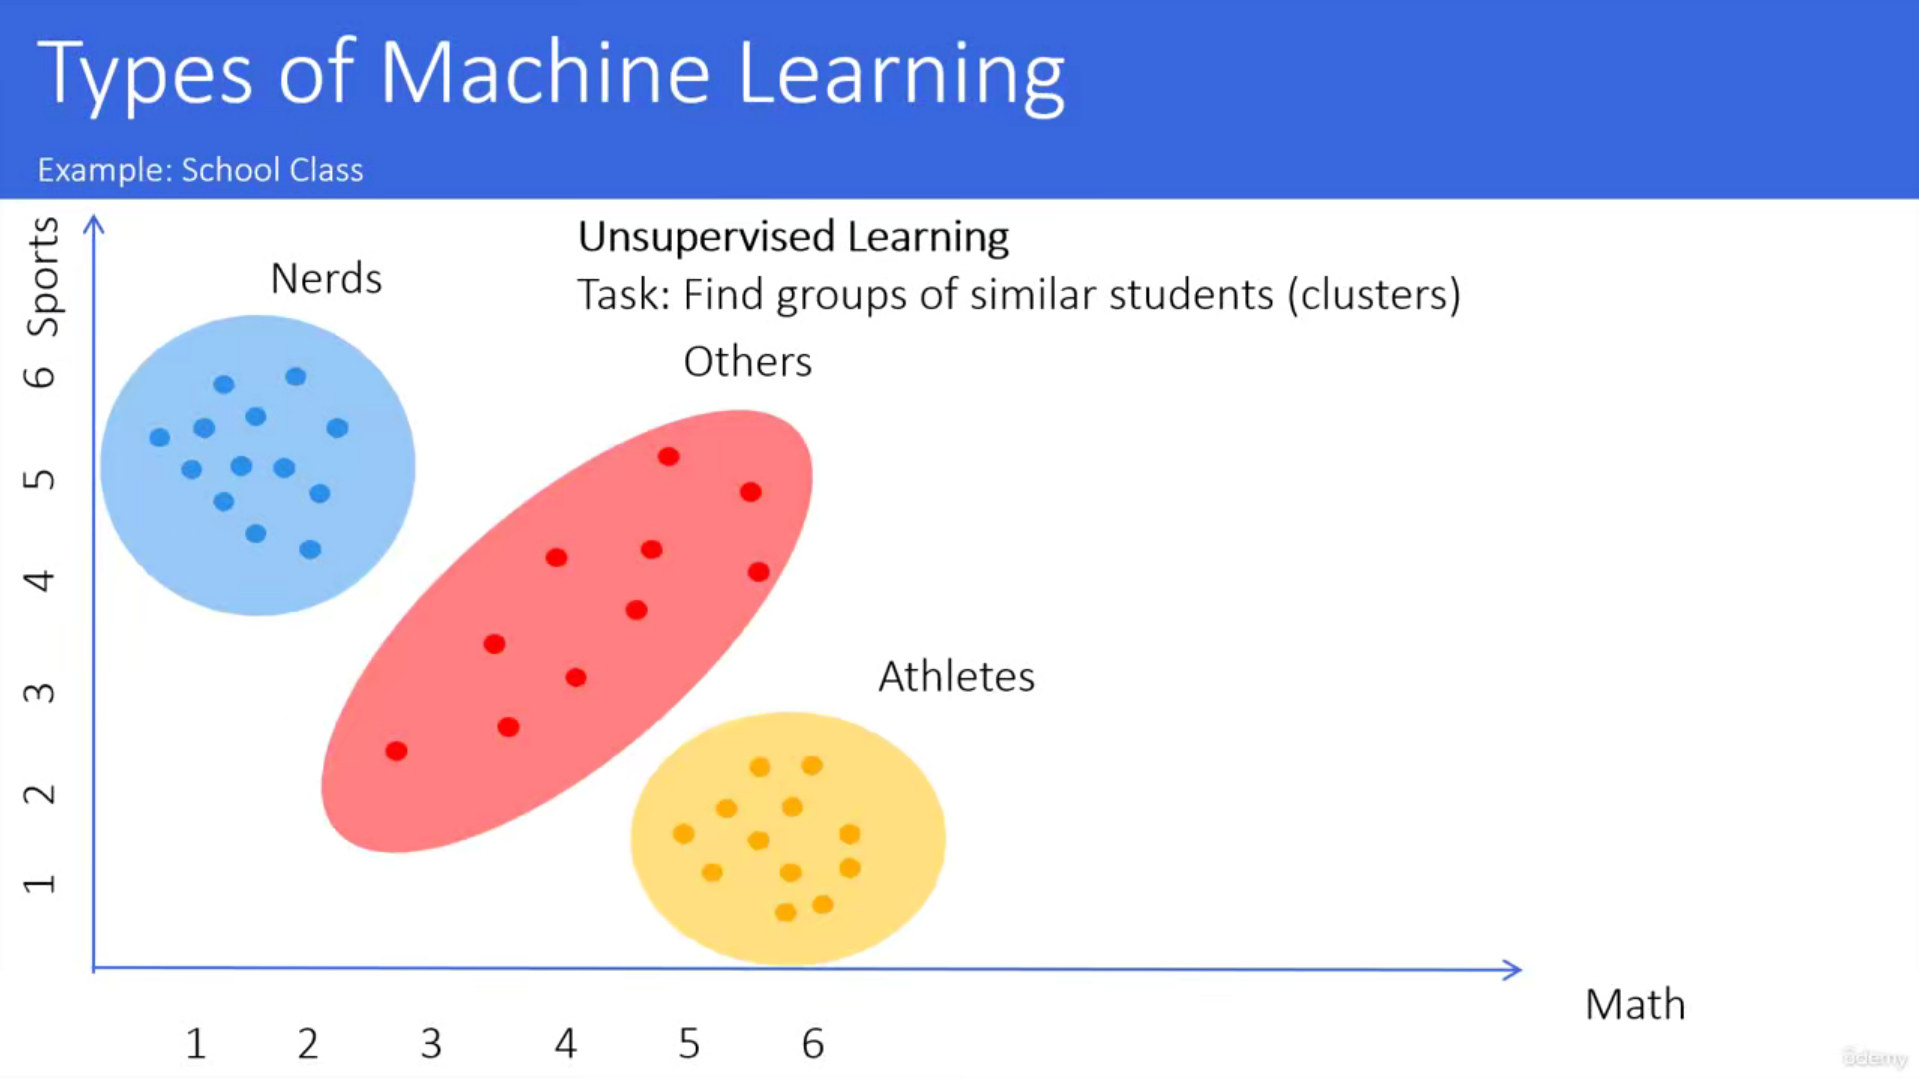 Types of Machine Learning
Example: School Class
Sports
Unsupervised Learning
Nerds
Task: Find groups of similar students (clusters)
Others
6
5
4
Athletes
3
2
1
Math
1 2 3 4 5 6
ûdemy